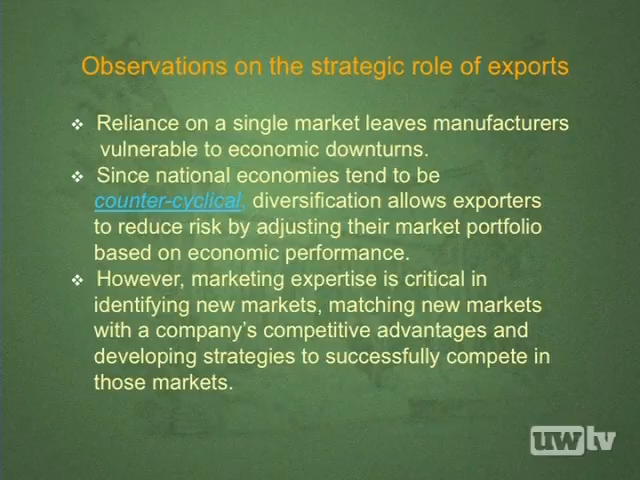 Observations on the strategic role of exports
❖ Reliance on a single market leaves manufacturers
vulnerable to economic downturns.
❖ Since national economies tend to be
counter-cyclical, diversification allows exporters
to reduce risk by adjusting their market portfolio
based on economic performance.
❖ However, marketing expertise is critical in
identifying new markets, matching new markets
with a company's competitive advantages and
developing strategies to successfully compete in
those markets.
uwtv